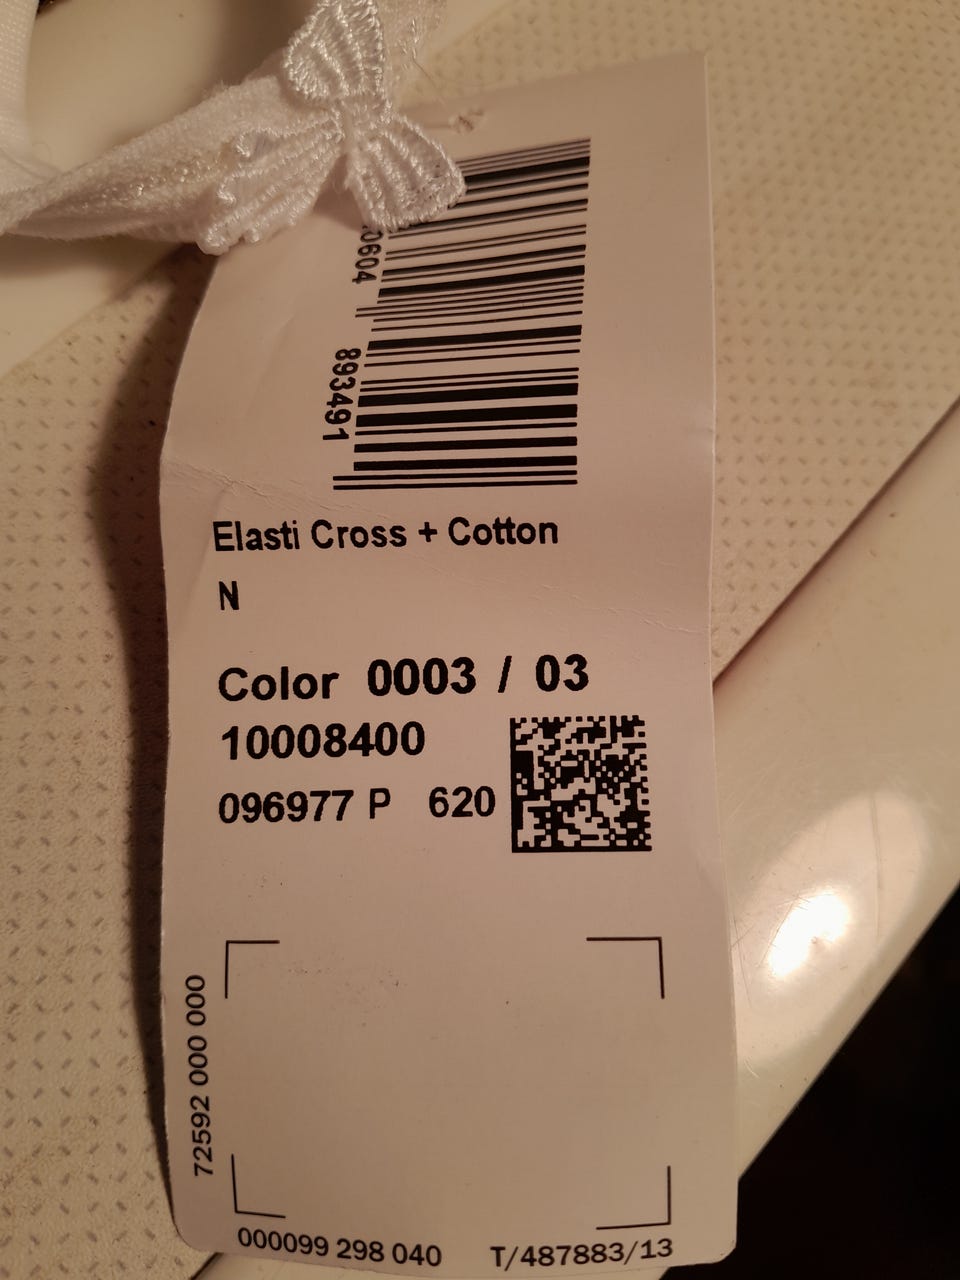 0604
893491
Elasti Cross + Cotton
N
Color 0003 / 03
10008400
096977 P 620
72592 000 000
000099 298 040
T/487883/13